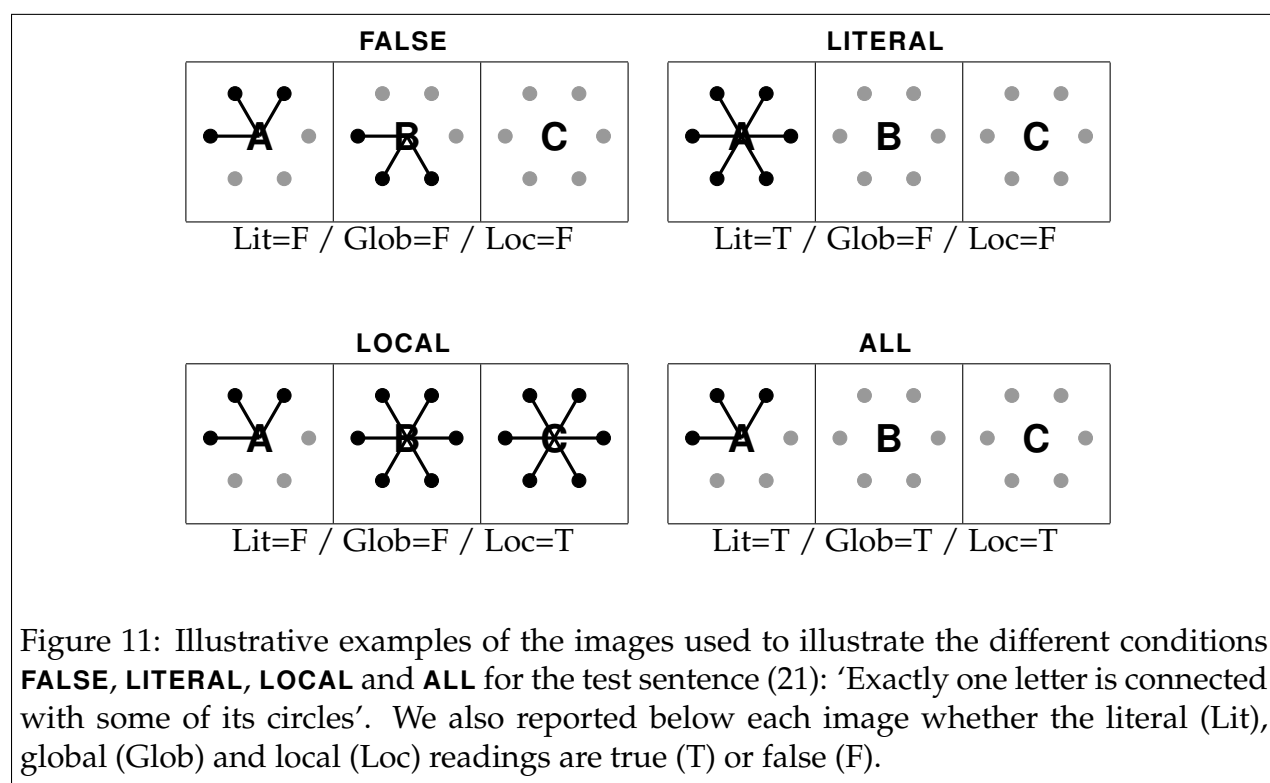 FALSE LITERAL
A B C A B C
Lit=F / Glob=F / Loc=F Lit=T / Glob=F / Loc=F
LOCAL ALL
A B C A B C
Lit=F / Glob=F / Loc=T Lit=T / Glob=T / Loc=T
Figure 11: Illustrative examples of the images used to illustrate the different conditions
FALSE, LITERAL, LOCAL and ALL for the test sentence (21): ‘Exactly one letter is connected
with some of its circles’. We also reported below each image whether the literal (Lit),
global (Glob) and local (Loc) readings are true (T) or false (F).